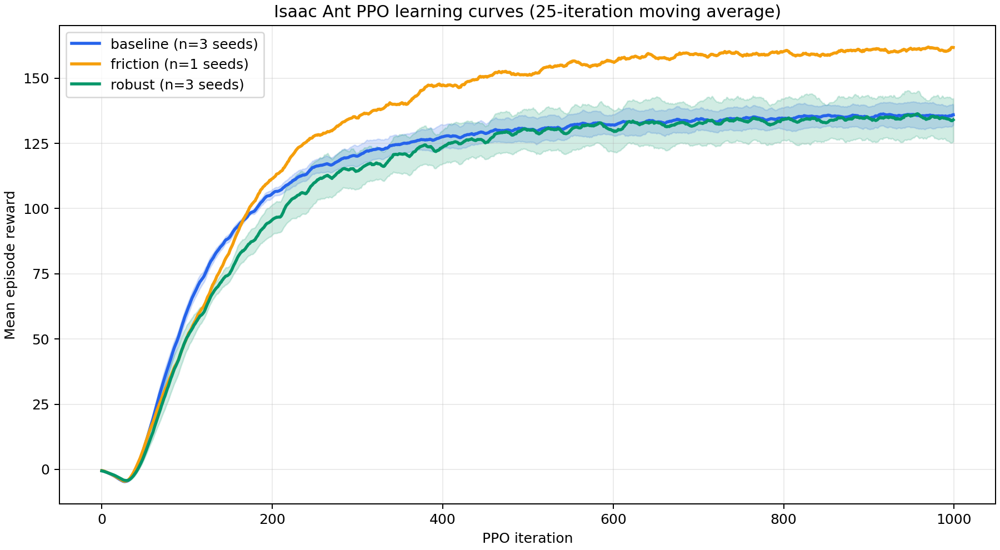 Isaac Ant PPO learning curves (25-iteration moving average)
baseline (n=3 seeds)
friction (n=1 seeds)
robust (n=3 seeds)
Mean episode reward
150
125
100
75
50
25
0
0 200 400 600 800 1000
PPO iteration